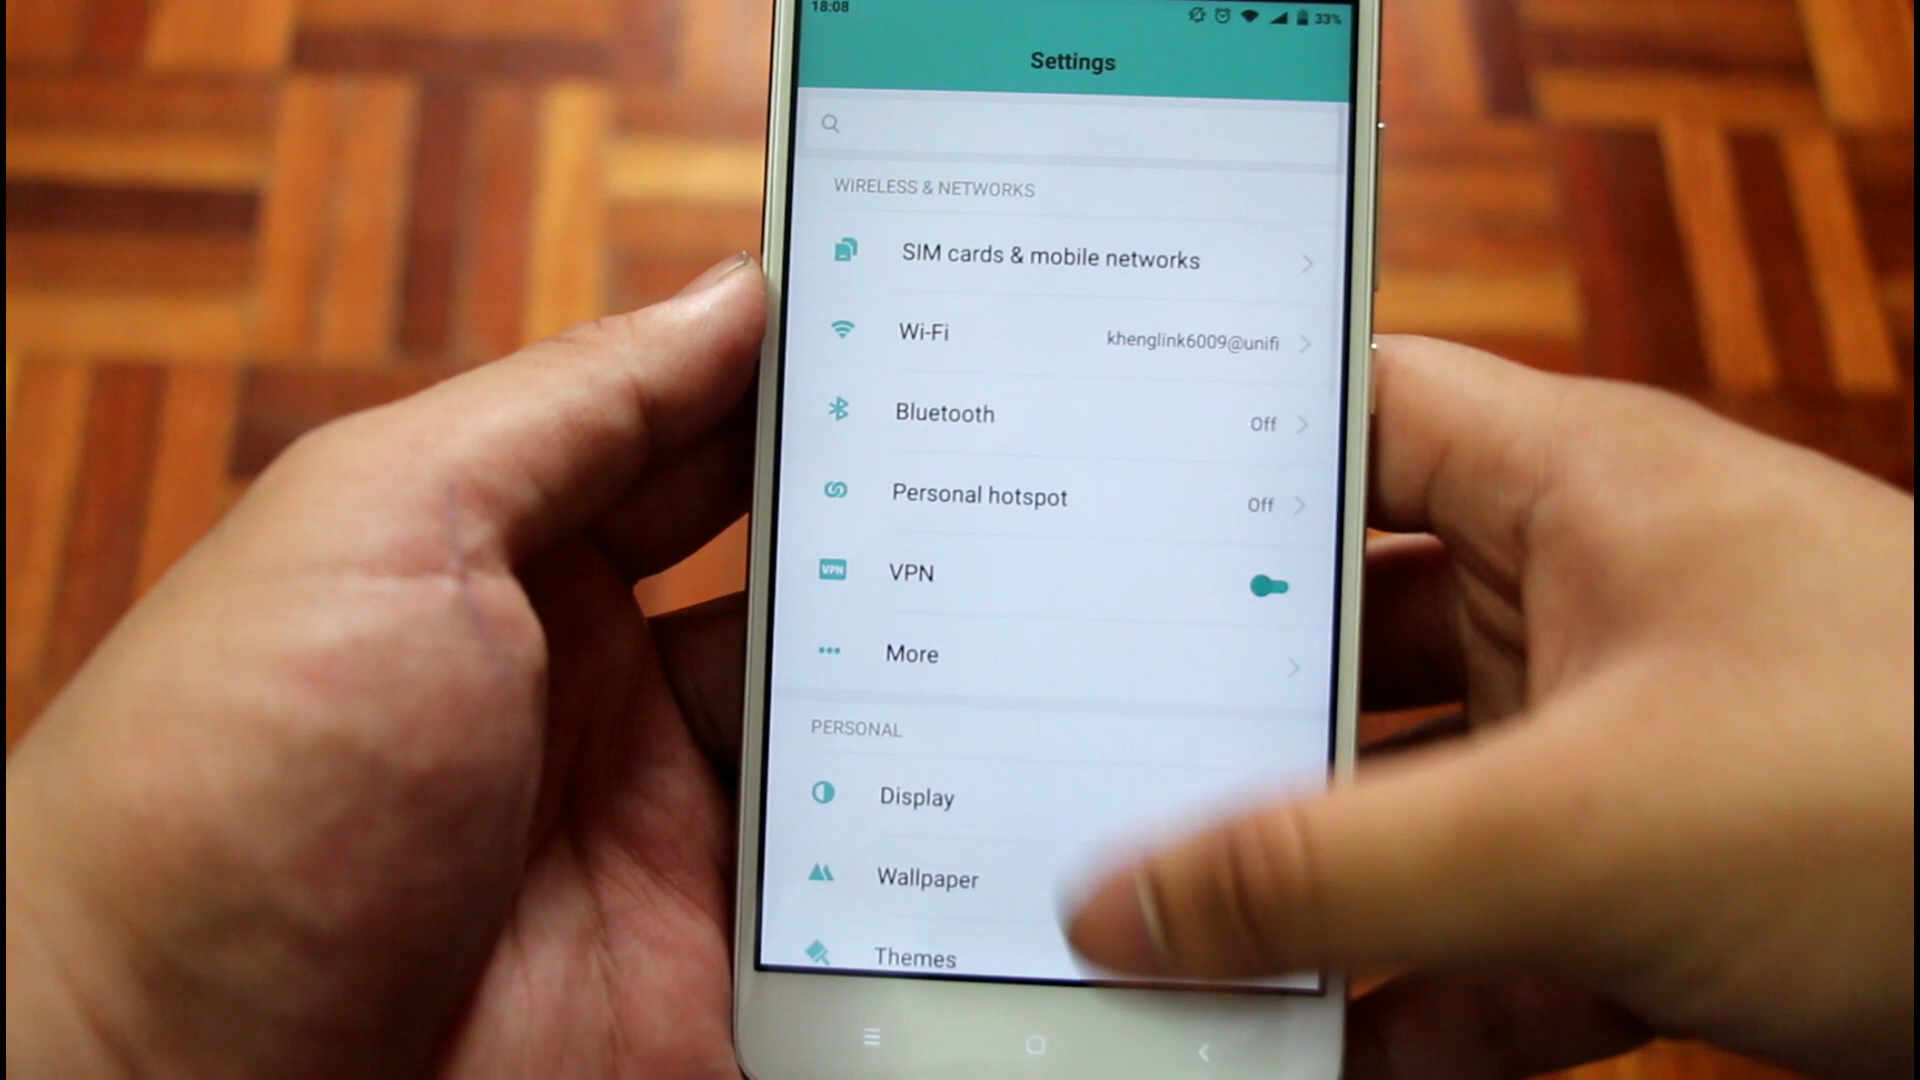 18:08
33%
Settings
WIRELESS & NETWORKS
SIM cards & mobile networks
Wi-Fi khenglink6009@unifi
Bluetooth Off
Personal hotspot Off
VPN VPN
More
PERSONAL
Display
Wallpaper
Themes